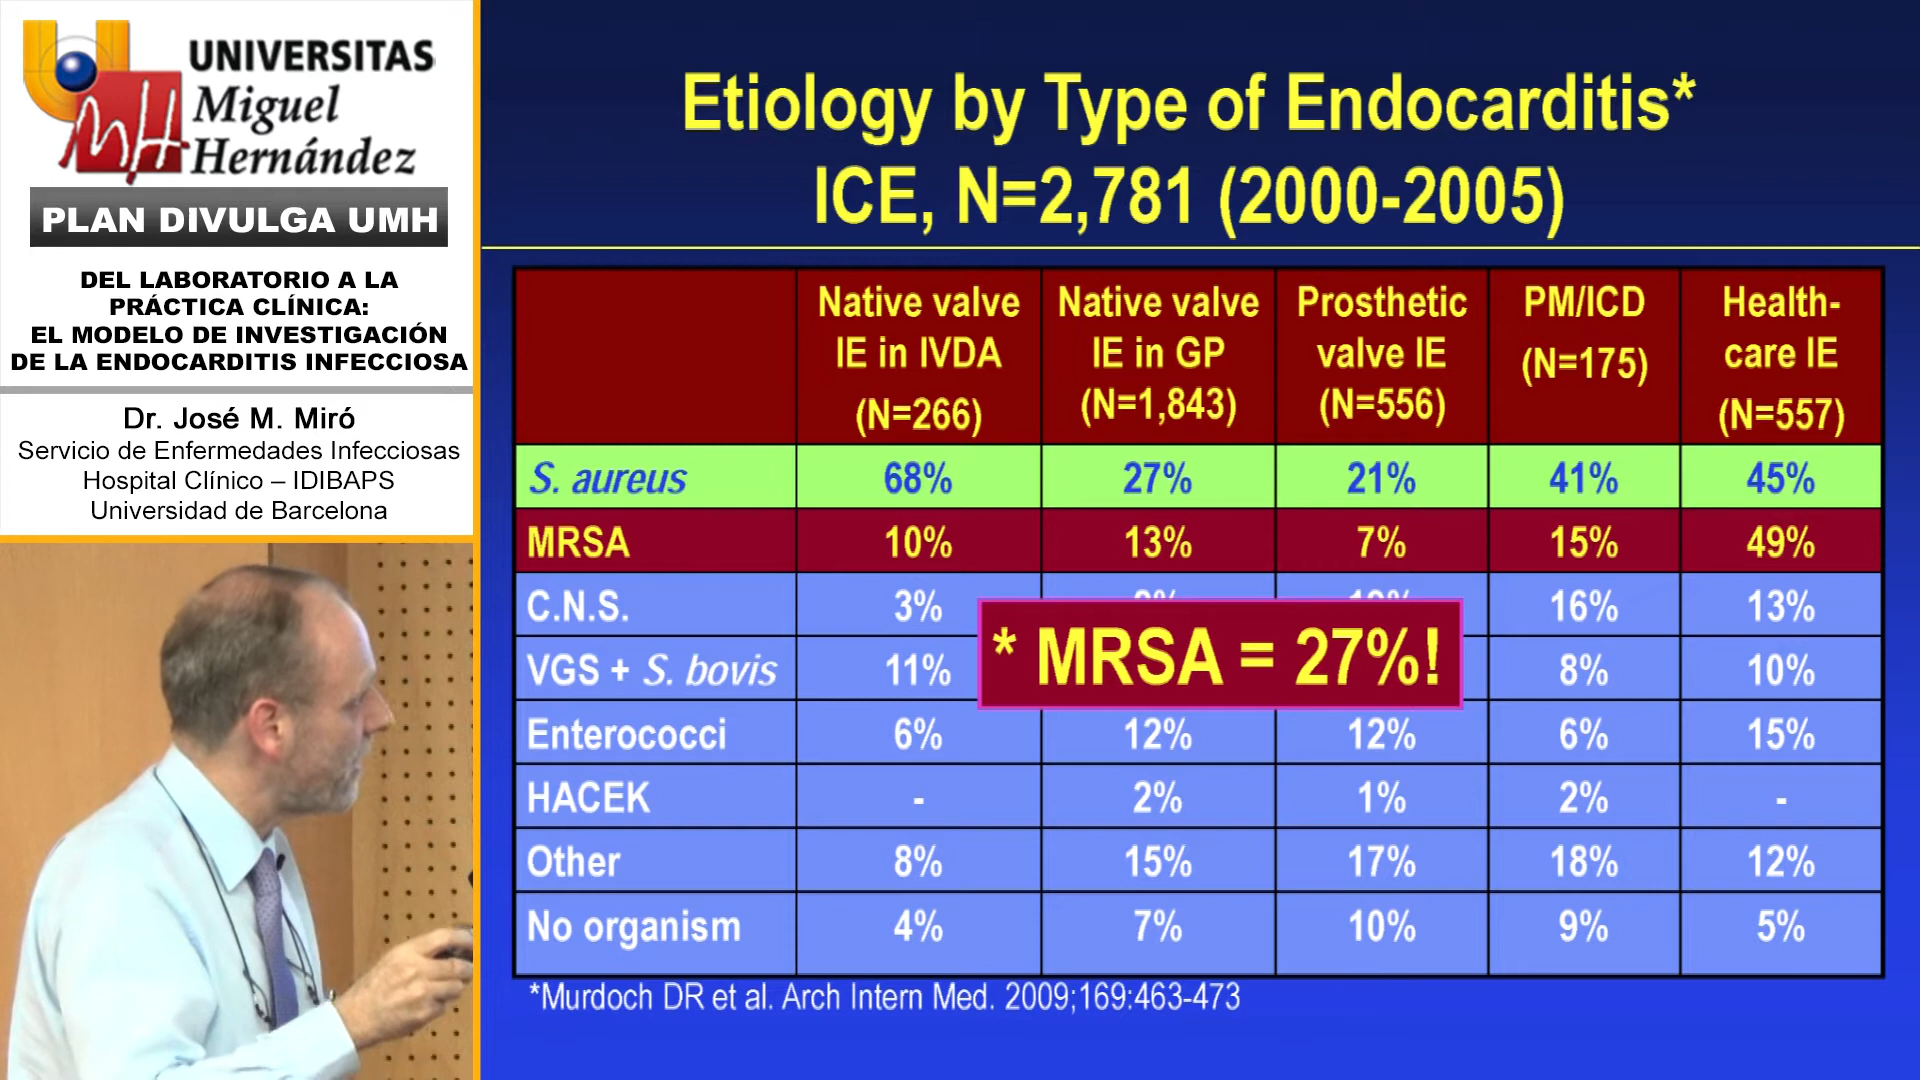 UNIVERSITAS
Miguel
Hernández
PLAN DIVULGA UMH
DEL LABORATORIO A LA
PRÁCTICA CLÍNICA:
EL MODELO DE INVESTIGACIÓN
DE LA ENDOCARDITIS INFECCIOSA
Dr. José M. Miró
Servicio de Enfermedades Infecciosas
Hospital Clínico – IDIBAPS
Universidad de Barcelona
Etiology by Type of Endocarditis*
ICE, N=2,781 (2000-2005)
Native valve IE in IVDA (N=266)
Native valve IE in GP (N=1,843)
Prosthetic valve IE (N=556)
PM/ICD (N=175)
Health-care IE (N=557)
S. aureus 68% 27% 21% 41% 45%
MRSA 10% 13% 7% 15% 49%
C.N.S. 3% 16% 13%
* MRSA = 27%!
VGS + S. bovis 11% 8% 10%
Enterococci 6% 12% 12% 6% 15%
HACEK - 2% 1% 2% -
Other 8% 15% 17% 18% 12%
No organism 4% 7% 10% 9% 5%
*Murdoch DR et al. Arch Intern Med. 2009;169:463-473